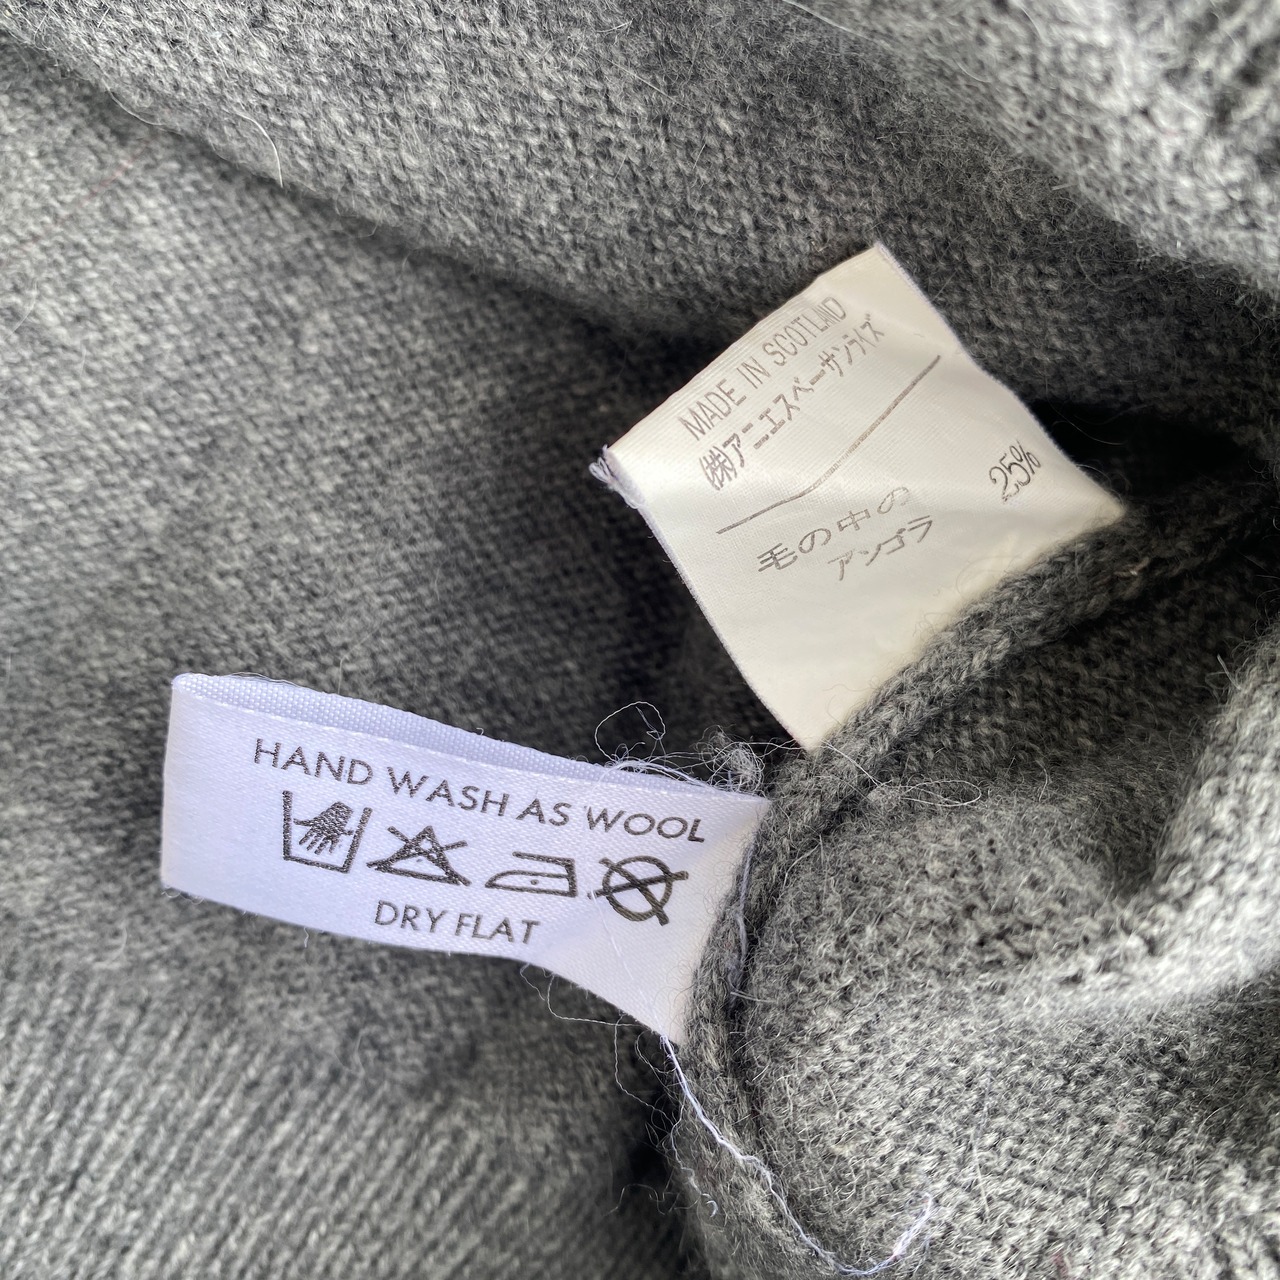 MADE IN SCOTLAND
㈱アニエスベーサンライズ
毛の中の
アンゴラ 25%
HAND WASH AS WOOL
DRY FLAT